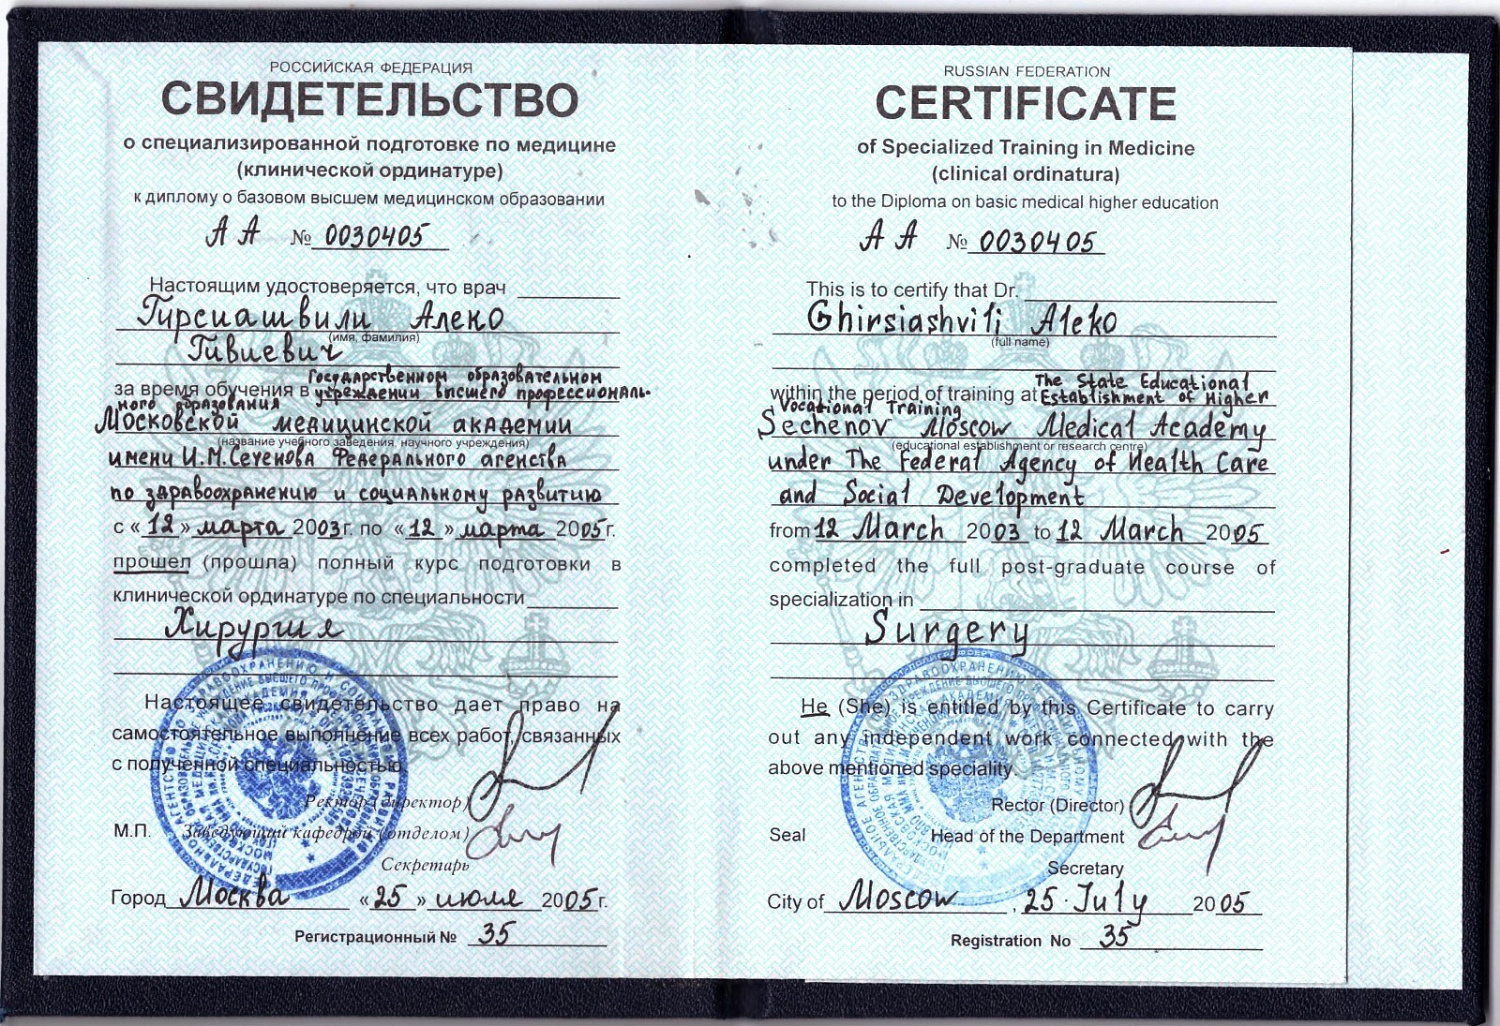 РОССИЙСКАЯ ФЕДЕРАЦИЯ
СВИДЕТЕЛЬСТВО
о специализированной подготовке по медицине
(клинической ординатуре)
к диплому о базовом высшем медицинском образовании
АА № 0030405
Настоящим удостоверяется, что врач
Гирсиашвили Алеко
(имя, фамилия)
Гивиевич
за время обучения в Государственном образовательном
учреждении высшего профессиональ-
ного образования
Московской медицинской академии
(название учебного заведения, научного учреждения)
имени И.М.Сеченова Федерального агенства
по здравоохранению и социальному развитию
с «12» марта 2003г. по «12» марта 2005г.
прошел (прошла) полный курс подготовки в
клинической ординатуре по специальности
Хирургия
Настоящее свидетельство дает право на
самостоятельное выполнение всех работ, связанных
с полученной специальностью.
Ректор (директор)
М.П. Заведующий кафедрой (отделом)
Секретарь
Город Москва «25» июля 2005г.
Регистрационный № 35
RUSSIAN FEDERATION
CERTIFICATE
of Specialized Training in Medicine
(clinical ordinatura)
to the Diploma on basic medical higher education
АА № 0030405
This is to certify that Dr.
Ghirsiashvili Aleko
(full name)
within the period of training at The State Educational
Establishment of Higher
Vocational Training
Sechenov Moscow Medical Academy
(educational establishment or research centre)
under The Federal Agency of Health Care
and Social Development
from 12 March 2003 to 12 March 2005
completed the full post-graduate course of
specialization in
Surgery
He (She) is entitled by this Certificate to carry
out any independent work connected with the
above mentioned speciality.
Rector (Director)
Seal Head of the Department
Secretary
City of Moscow, 25 July 2005
Registration No 35